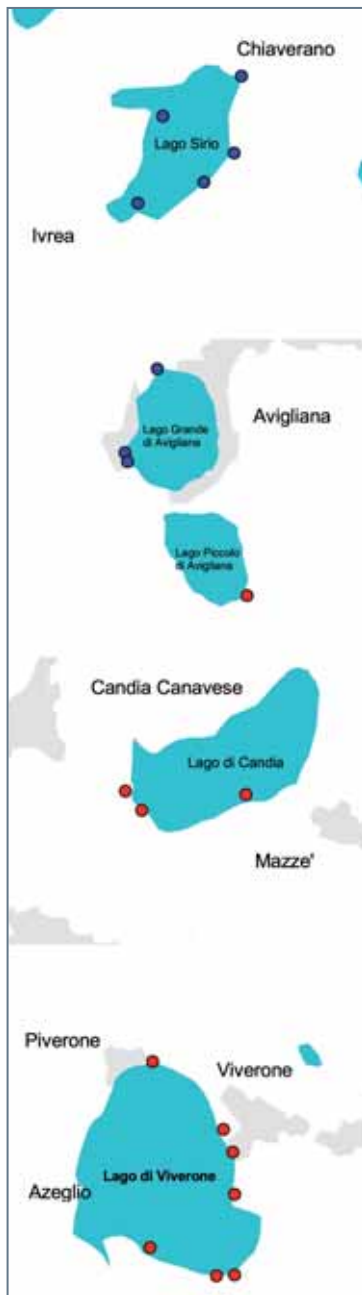 Chiaverano
Lago Sirio
Ivrea
Avigliana
Lago Grande
di Avigliana
Lago Piccolo
di Avigliana
Candia Canavese
Lago di Candia
Mazze'
Piverone
Viverone
Lago di Viverone
Azeglio